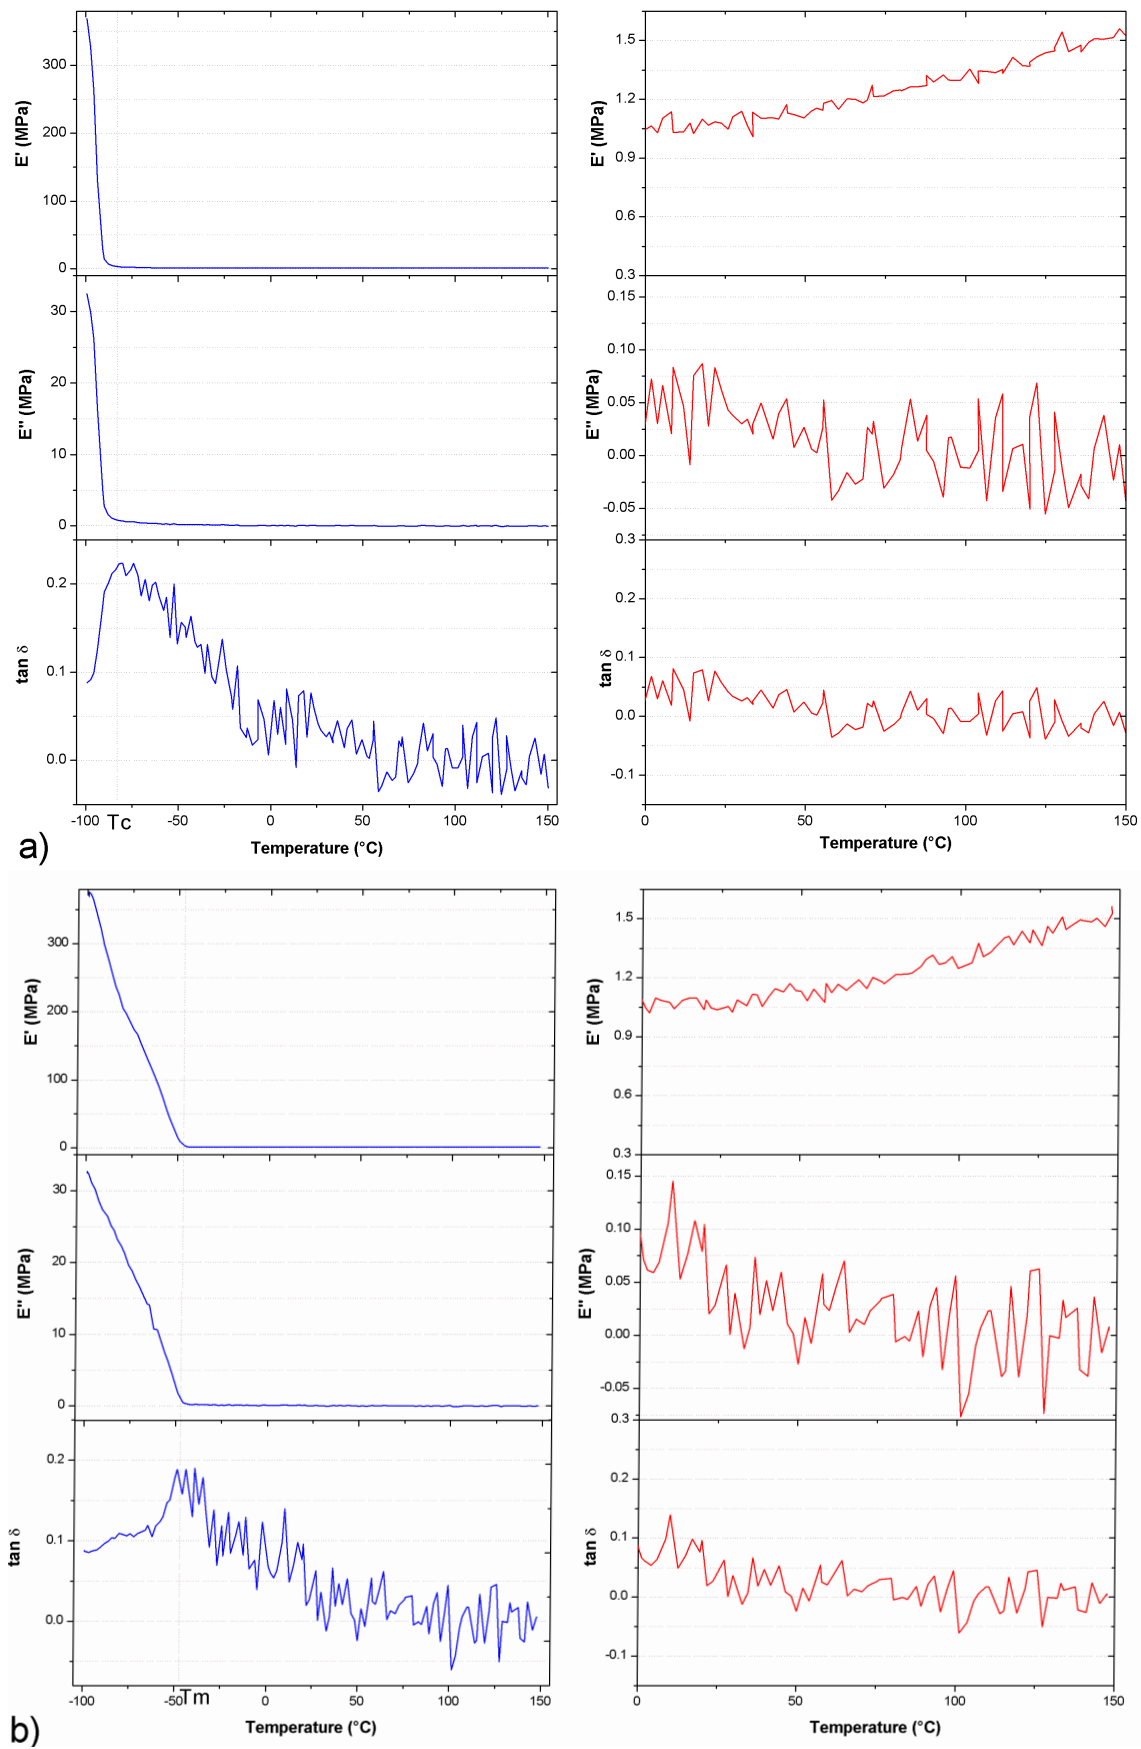 300
200
100
0
E' (MPa)
30
20
10
0
E" (MPa)
0.2
0.1
0.0
tan δ
-100 Tc -50 0 50 100 150
Temperature (°C)
1.5
1.2
0.9
0.6
0.3
E' (MPa)
0.15
0.10
0.05
0.00
-0.05
E" (MPa)
0.3
0.2
0.1
0.0
-0.1
tan δ
0 50 100 150
Temperature (°C)
a)
300
200
100
0
E' (MPa)
30
20
10
0
E" (MPa)
0.2
0.1
0.0
tan δ
-100 -50 Tm 0 50 100 150
Temperature (°C)
1.5
1.2
0.9
0.6
0.3
E' (MPa)
0.15
0.10
0.05
0.00
-0.05
E" (MPa)
0.3
0.2
0.1
0.0
-0.1
tan δ
0 50 100 150
Temperature (°C)
b)